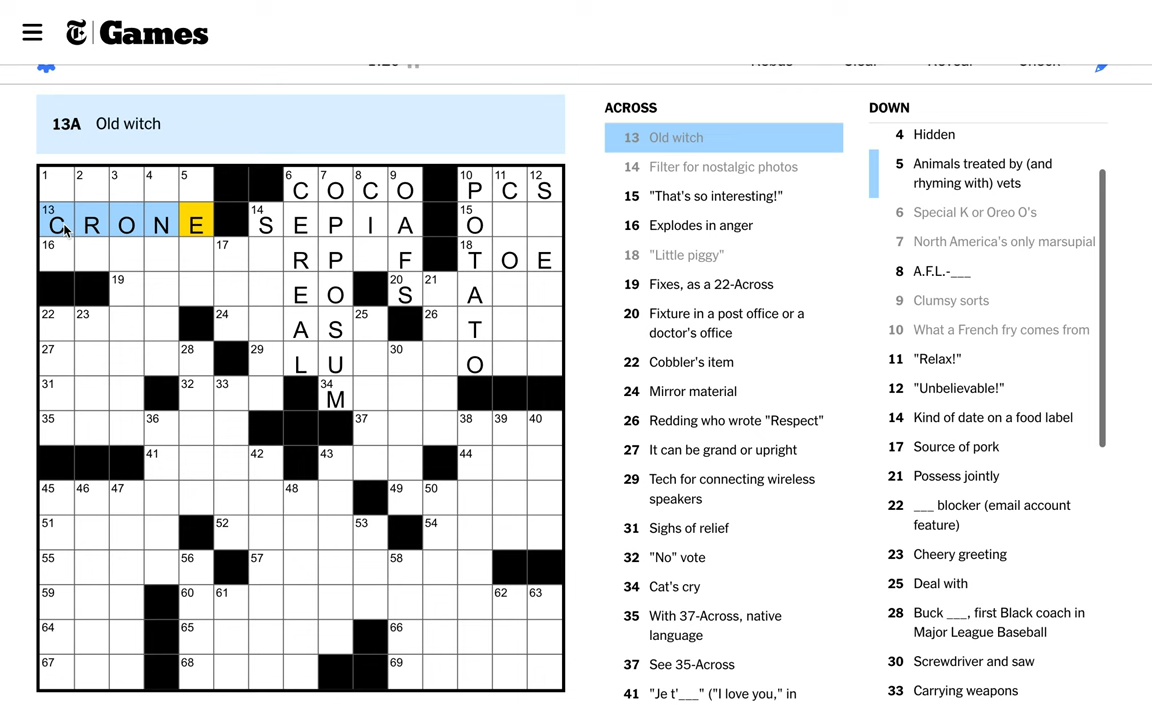 Games
13A Old witch
1 2 3 4 5 6 7 8 9 10 11 12
C O C O P C S
13 14 15
C R O N E S E P I A O
16 17 18
R P F T O E
19 20 21
E O S A
22 23 24 25 26
A S T
27 28 29 30
L U O
31 32 33 34
M
35 36 37 38 39 40
41 42 43 44
45 46 47 48 49 50
51 52 53 54
55 56 57 58
59 60 61 62 63
64 65 66
67 68 69
ACROSS
13 Old witch
14 Filter for nostalgic photos
15 "That's so interesting!"
16 Explodes in anger
18 "Little piggy"
19 Fixes, as a 22-Across
20 Fixture in a post office or a
doctor's office
22 Cobbler's item
24 Mirror material
26 Redding who wrote "Respect"
27 It can be grand or upright
29 Tech for connecting wireless
speakers
31 Sighs of relief
32 "No" vote
34 Cat's cry
35 With 37-Across, native
language
37 See 35-Across
41 "Je t'___" ("I love you," in
DOWN
4 Hidden
5 Animals treated by (and
rhyming with) vets
6 Special K or Oreo O's
7 North America's only marsupial
8 A.F.L.-___
9 Clumsy sorts
10 What a French fry comes from
11 "Relax!"
12 "Unbelievable!"
14 Kind of date on a food label
17 Source of pork
21 Possess jointly
22 ___ blocker (email account
feature)
23 Cheery greeting
25 Deal with
28 Buck ___, first Black coach in
Major League Baseball
30 Screwdriver and saw
33 Carrying weapons